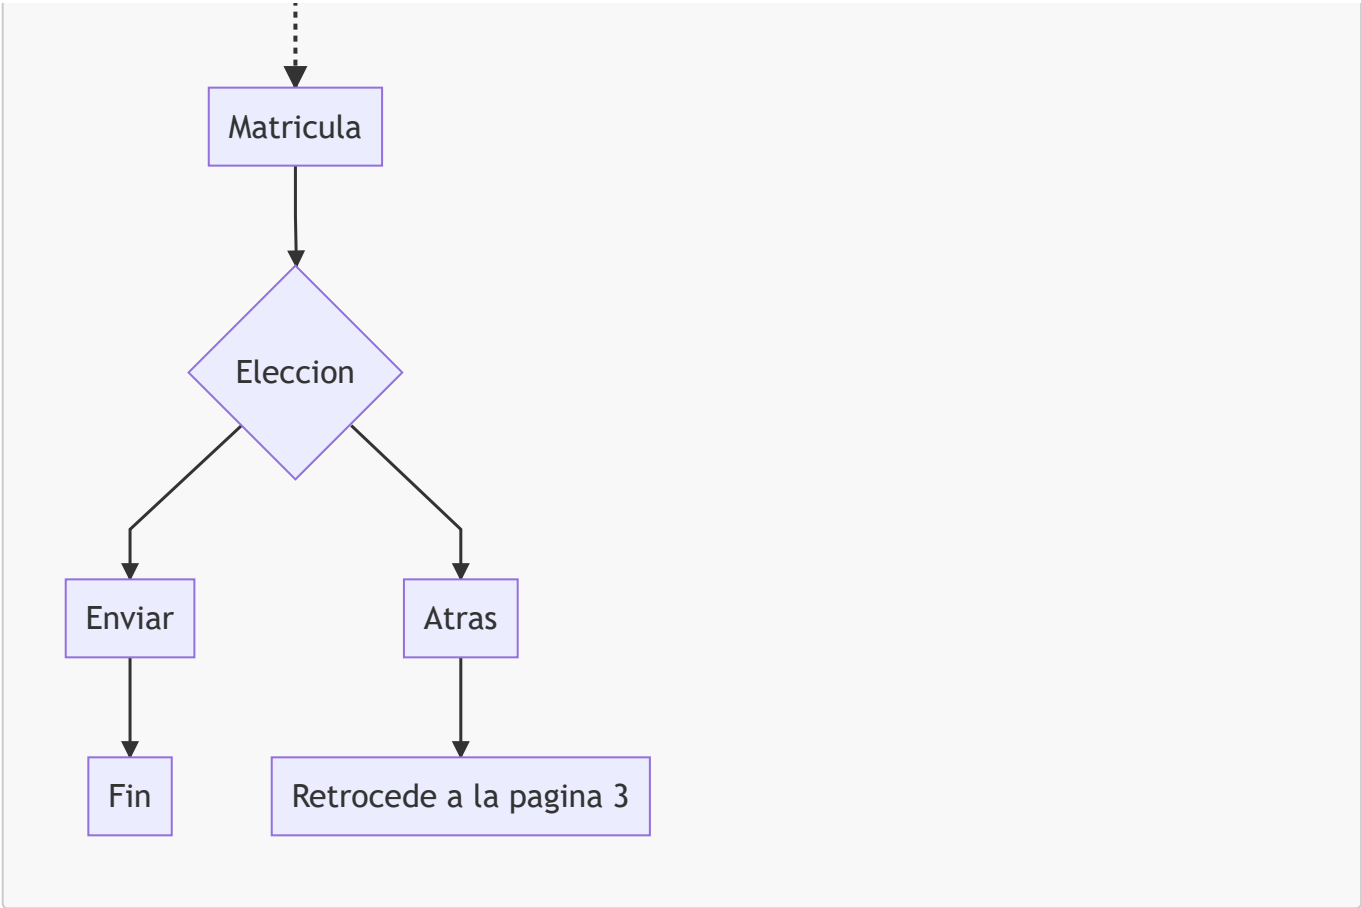 Matricula
Eleccion
Enviar
Atras
Fin
Retrocede a la pagina 3